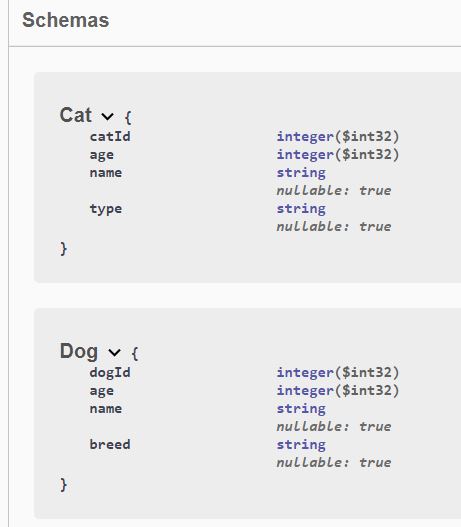 Schemas
Cat {
catId integer($int32)
age integer($int32)
name string
nullable: true
type string
nullable: true
}
Dog {
dogId integer($int32)
age integer($int32)
name string
nullable: true
breed string
nullable: true
}